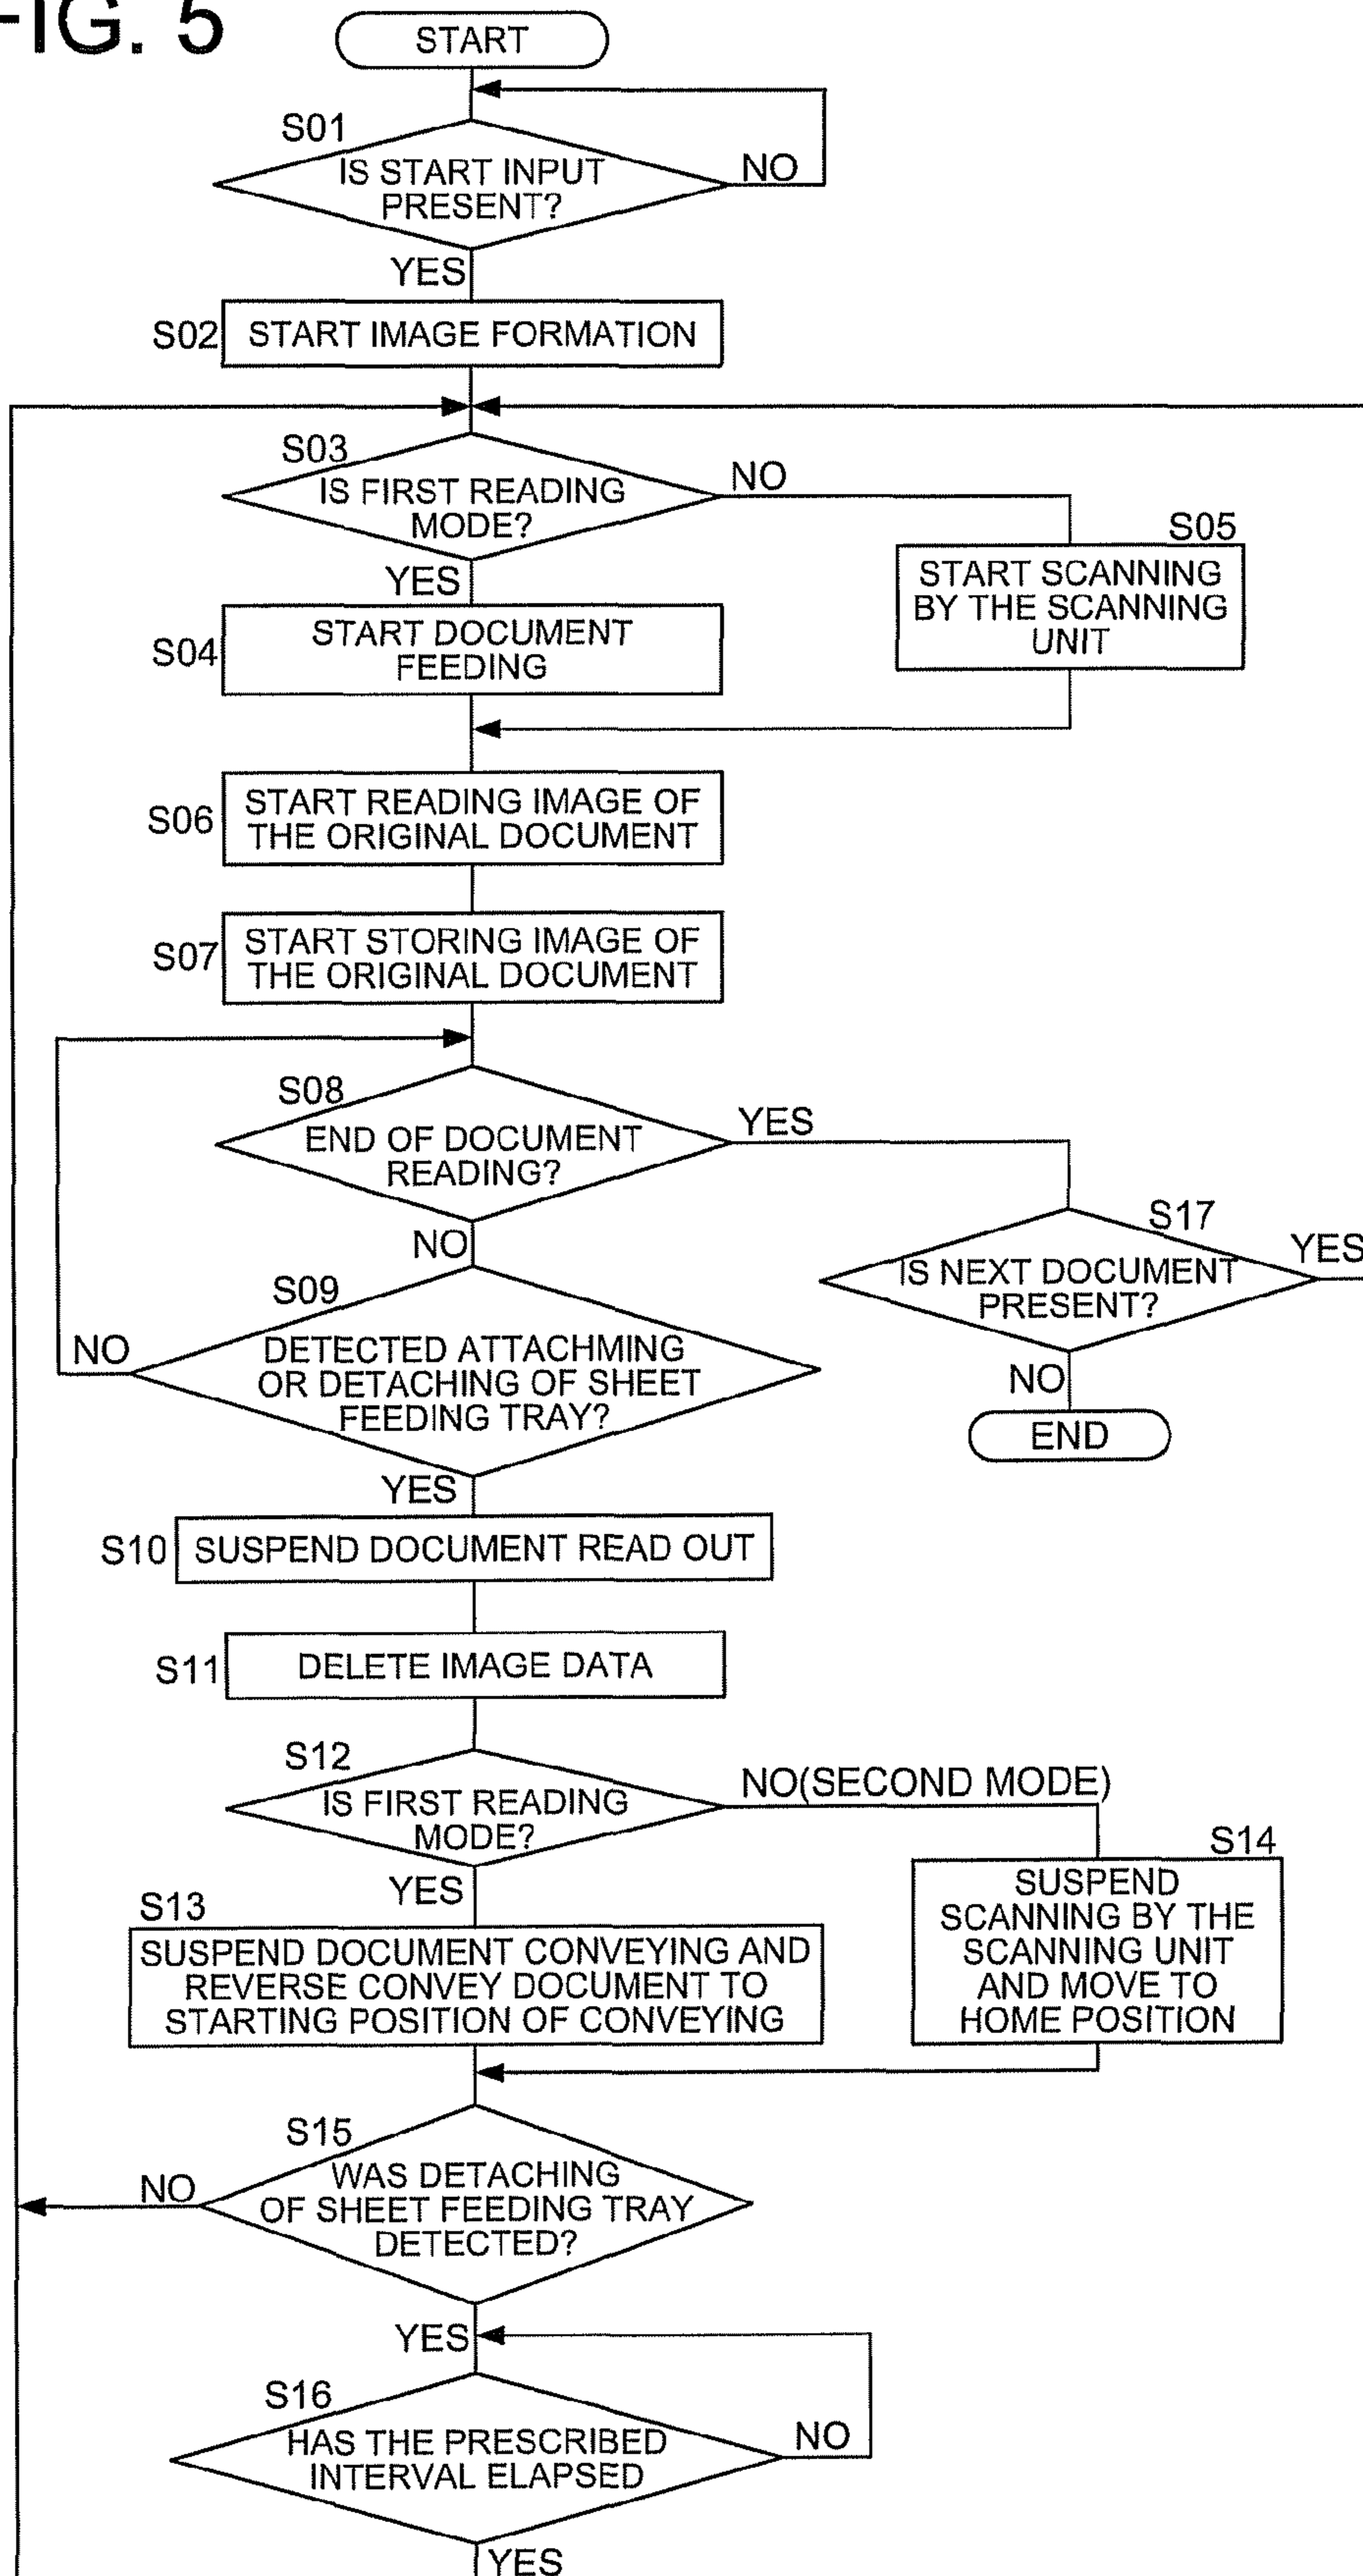 FIG. 5
START
S01
IS START INPUT
PRESENT?
NO
YES
S02
START IMAGE FORMATION
S03
IS FIRST READING
MODE?
NO
YES
S05
START SCANNING
BY THE SCANNING
UNIT
S04
START DOCUMENT
FEEDING
S06
START READING IMAGE OF
THE ORIGINAL DOCUMENT
S07
START STORING IMAGE OF
THE ORIGINAL DOCUMENT
S08
END OF DOCUMENT
READING?
YES
NO
S17
IS NEXT DOCUMENT
PRESENT?
YES
NO
END
S09
DETECTED ATTACHMING
OR DETACHING OF SHEET
FEEDING TRAY?
NO
YES
S10
SUSPEND DOCUMENT READ OUT
S11
DELETE IMAGE DATA
S12
IS FIRST READING
MODE?
NO(SECOND MODE)
YES
S13
SUSPEND DOCUMENT CONVEYING AND
REVERSE CONVEY DOCUMENT TO
STARTING POSITION OF CONVEYING
S14
SUSPEND
SCANNING BY THE
SCANNING UNIT
AND MOVE TO
HOME POSITION
S15
WAS DETACHING
OF SHEET FEEDING TRAY
DETECTED?
NO
YES
S16
HAS THE PRESCRIBED
INTERVAL ELAPSED
NO
YES